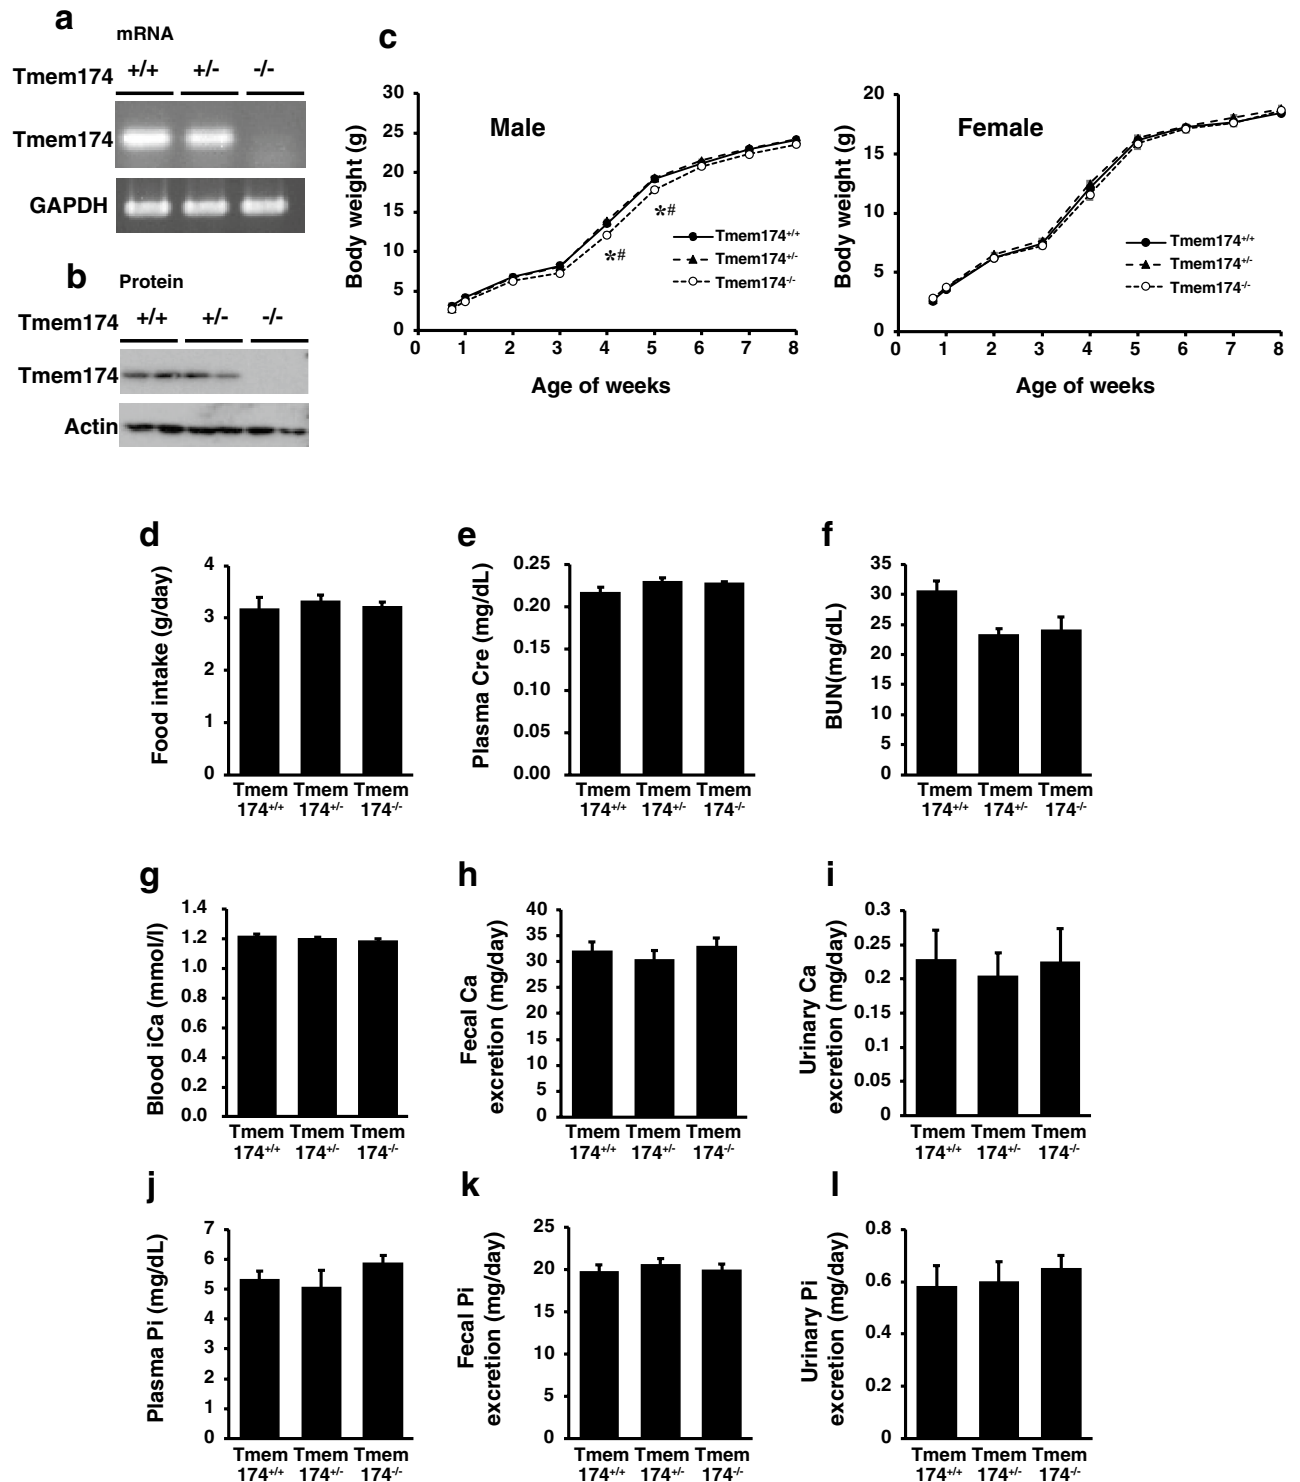 a
mRNA
Tmem174 +/+ +/- -/-
Tmem174
GAPDH
b
Protein
Tmem174 +/+ +/- -/-
Tmem174
Actin
c
Male
Body weight (g)
30
25
20
15
10
5
0
0 1 2 3 4 5 6 7 8
Age of weeks
*#
*#
Tmem174+/+
Tmem174+/-
Tmem174-/-
Female
Body weight (g)
20
15
10
5
0
0 1 2 3 4 5 6 7 8
Age of weeks
Tmem174+/+
Tmem174+/-
Tmem174-/-
d
Food intake (g/day)
4
3
2
1
0
Tmem Tmem Tmem
174+/+ 174+/- 174-/-
e
Plasma Cre (mg/dL)
0.25
0.20
0.15
0.10
0.05
0.00
Tmem Tmem Tmem
174+/+ 174+/- 174-/-
f
BUN(mg/dL)
35
30
25
20
15
10
5
0
Tmem Tmem Tmem
174+/+ 174+/- 174-/-
g
Blood iCa (mmol/l)
1.4
1.2
1.0
0.8
0.6
0.4
0.2
0.0
Tmem Tmem Tmem
174+/+ 174+/- 174-/-
h
Fecal Ca
excretion (mg/day)
40
35
30
25
20
15
10
5
0
Tmem Tmem Tmem
174+/+ 174+/- 174-/-
i
Urinary Ca
excretion (mg/day)
0.3
0.25
0.2
0.15
0.1
0.05
0
Tmem Tmem Tmem
174+/+ 174+/- 174-/-
j
Plasma Pi (mg/dL)
7
6
5
4
3
2
1
0
Tmem Tmem Tmem
174+/+ 174+/- 174-/-
k
Fecal Pi
excretion (mg/day)
25
20
15
10
5
0
Tmem Tmem Tmem
174+/+ 174+/- 174-/-
l
Urinary Pi
excretion (mg/day)
0.8
0.6
0.4
0.2
0
Tmem Tmem Tmem
174+/+ 174+/- 174-/-